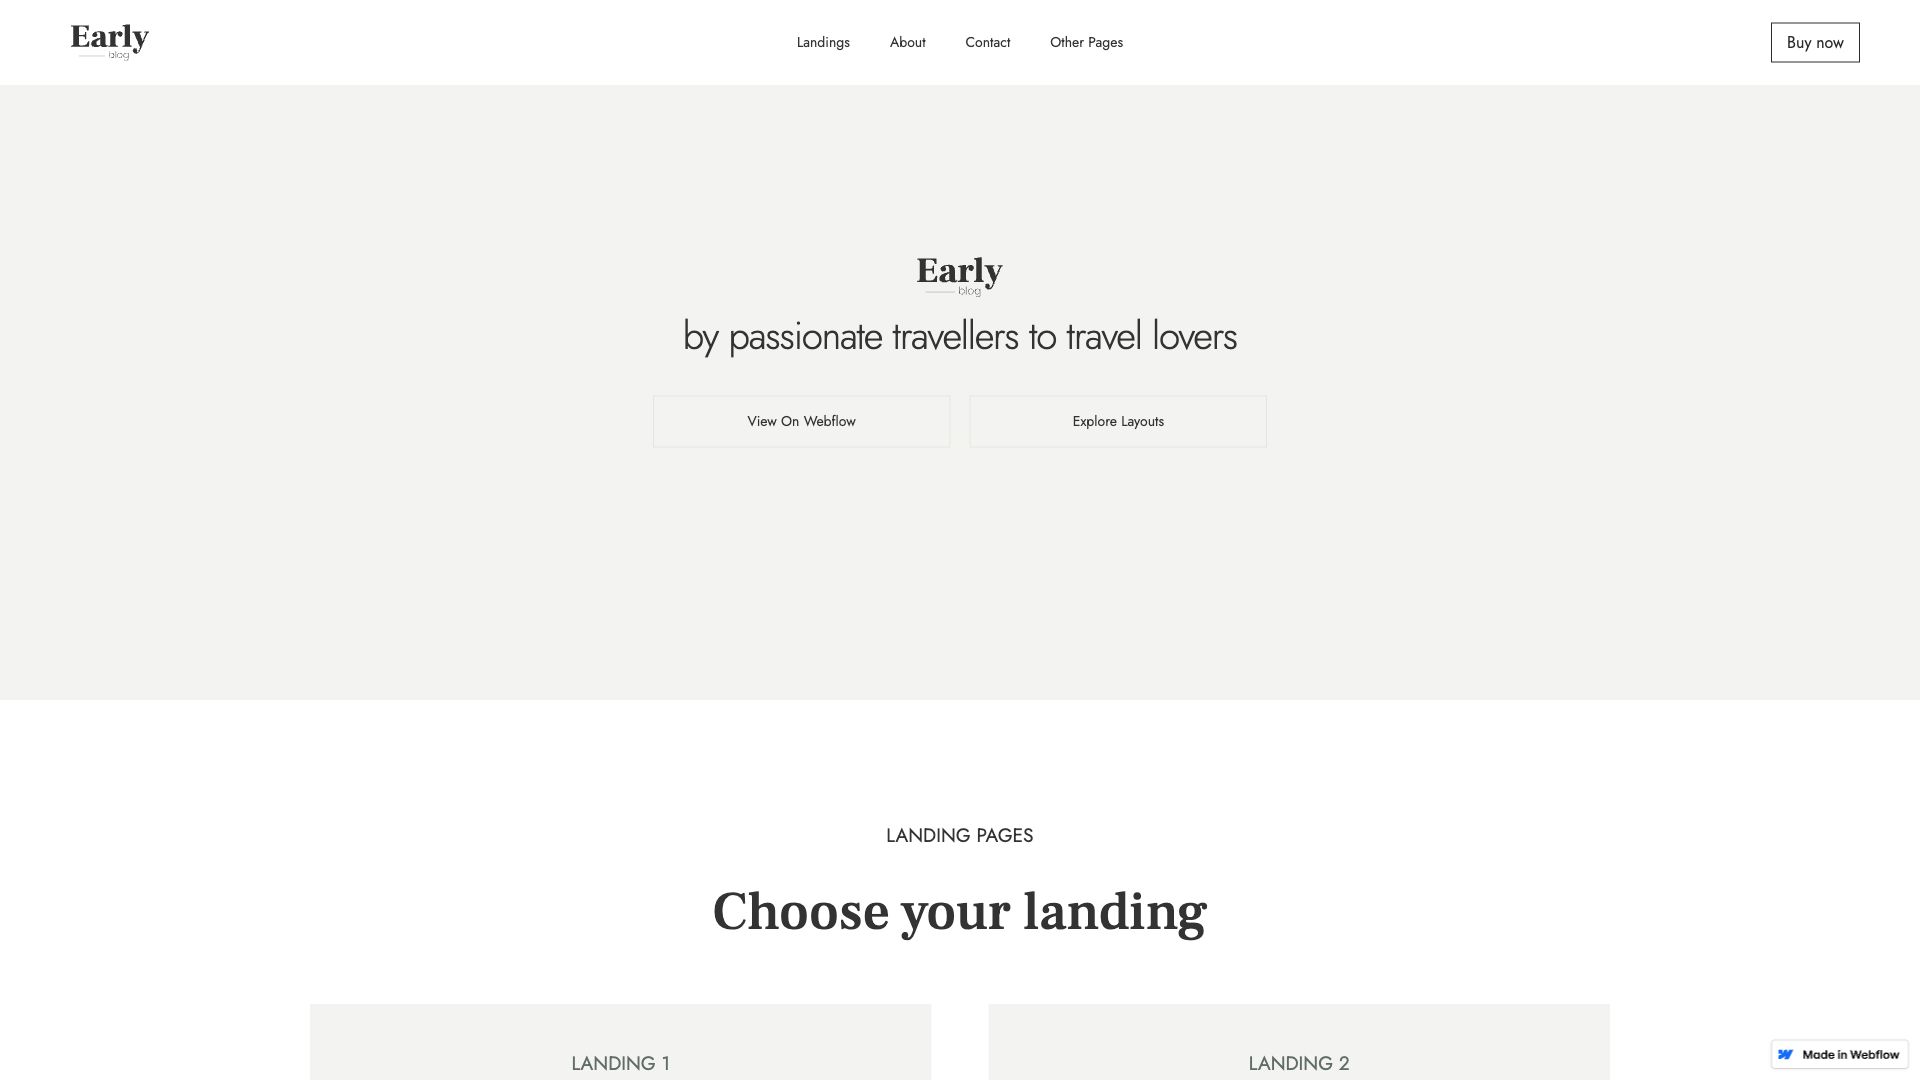 Early
blog
Landings
About
Contact
Other Pages
Buy now
Early
blog
by passionate travellers to travel lovers
View On Webflow
Explore Layouts
LANDING PAGES
Choose your landing
LANDING 1
LANDING 2
Made in Webflow